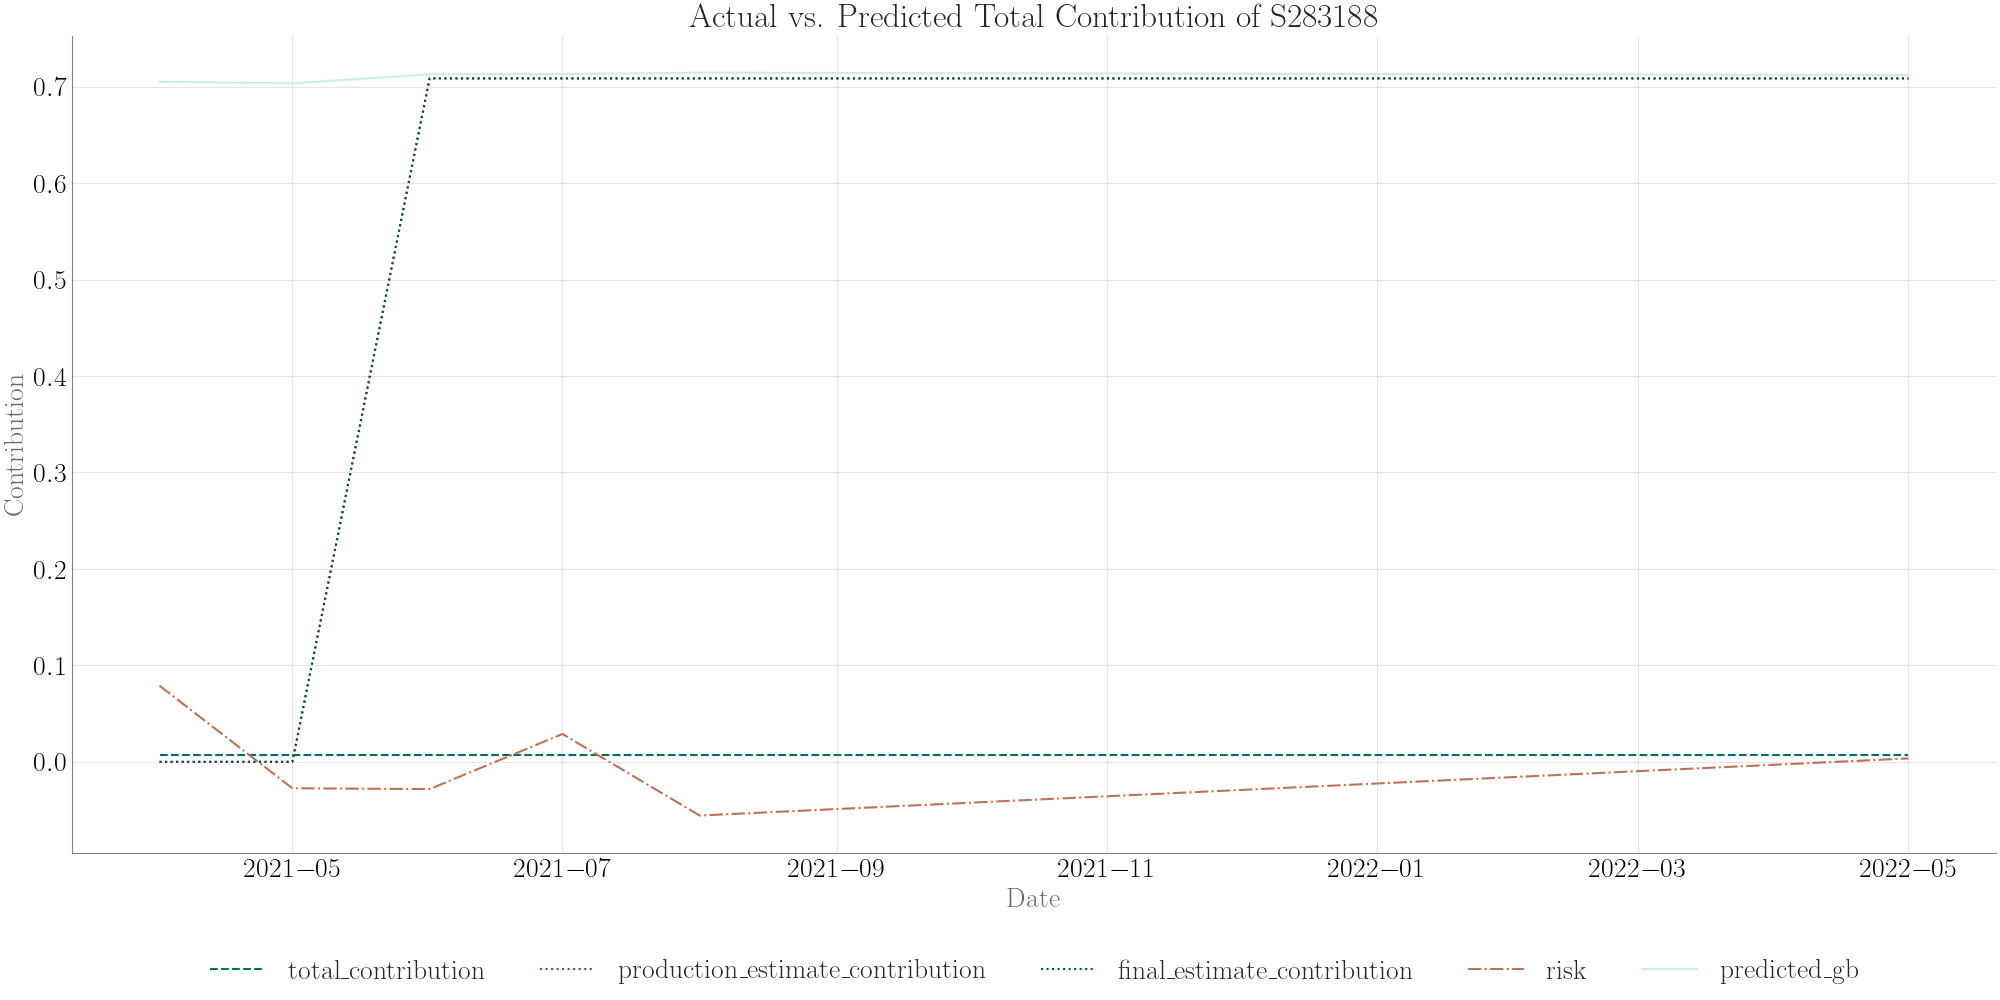 Actual vs. Predicted Total Contribution of S283188
Contribution
0.7
0.6
0.5
0.4
0.3
0.2
0.1
0.0
2021−05 2021−07 2021−09 2021−11 2022−01 2022−03 2022−05
Date
total_contribution production_estimate_contribution final_estimate_contribution risk predicted_gb